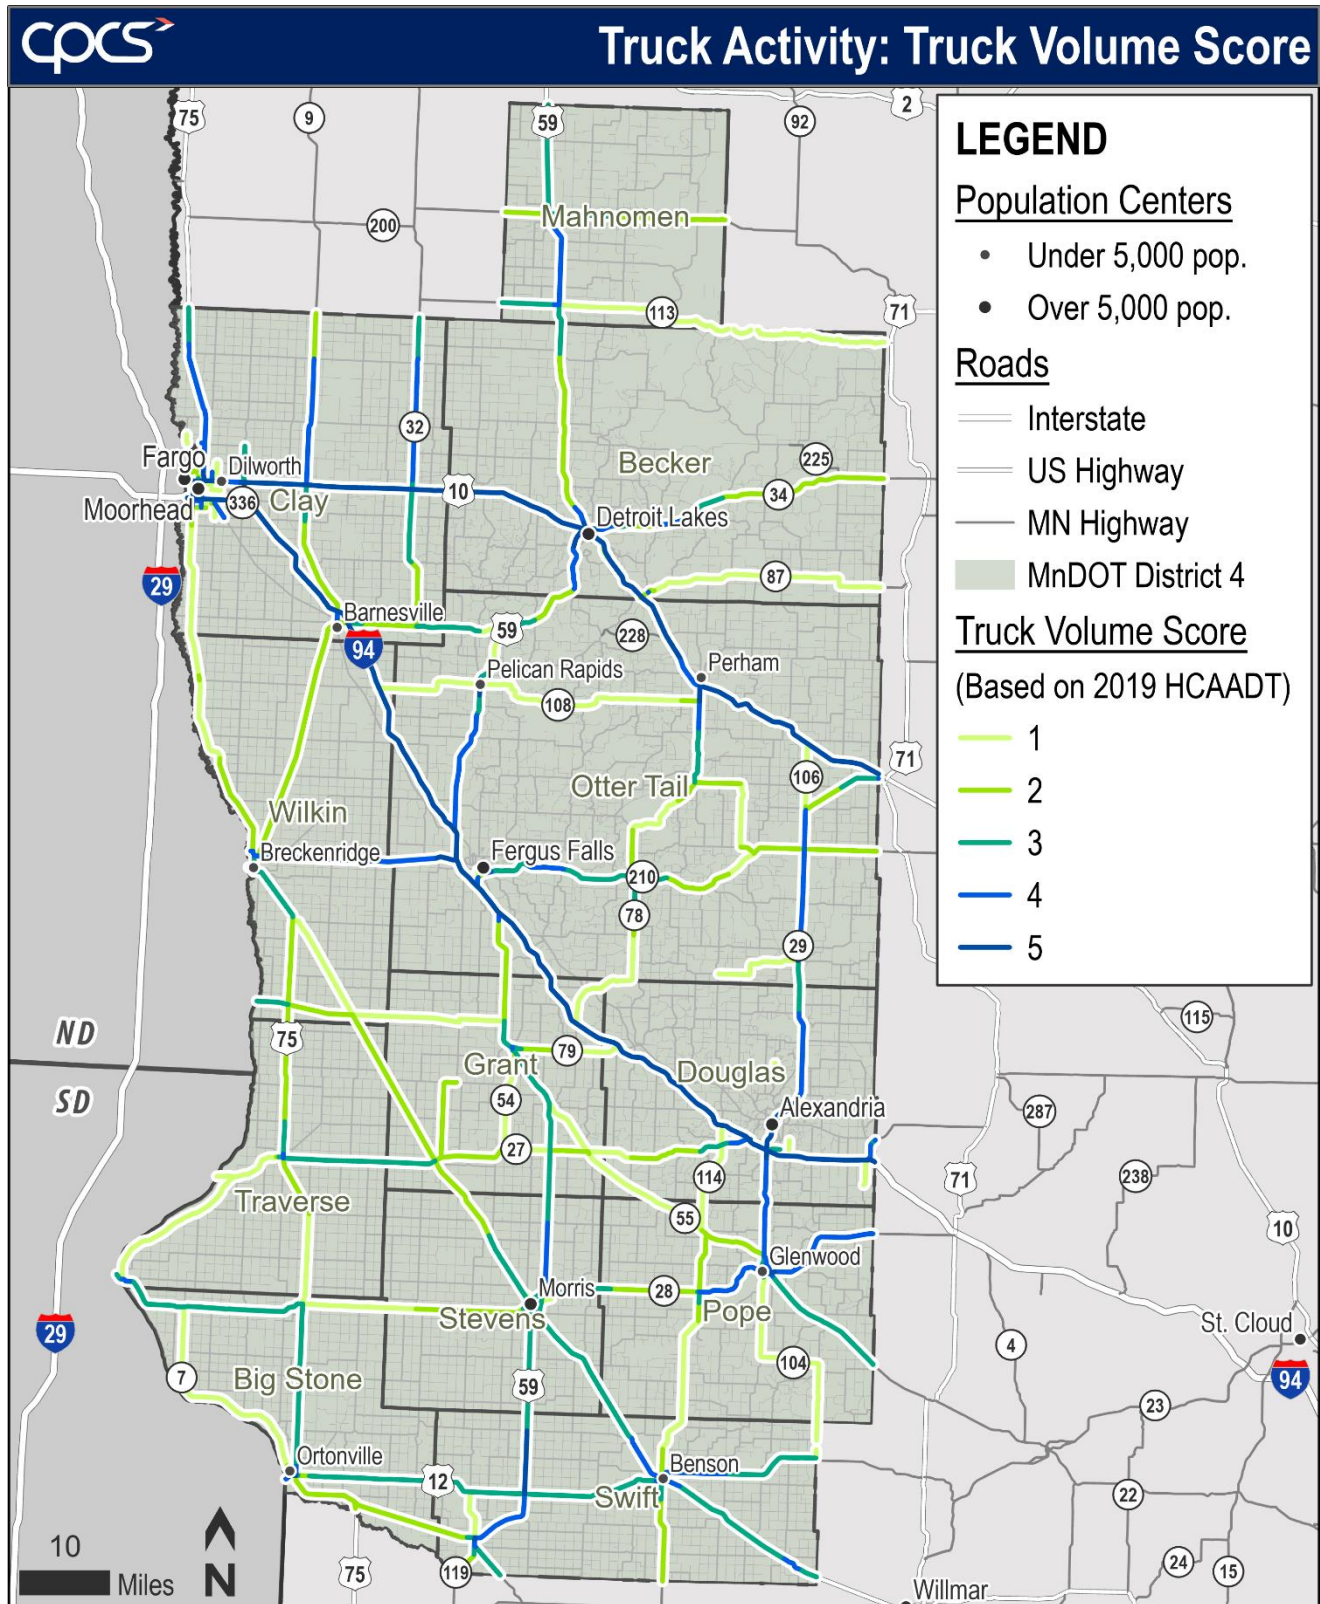 cpcs
Truck Activity: Truck Volume Score
LEGEND
Population Centers
Under 5,000 pop.
Over 5,000 pop.
Roads
Interstate
US Highway
MN Highway
MnDOT District 4
Truck Volume Score
(Based on 2019 HCAADT)
1
2
3
4
5
75
9
59
92
2
200
Mahnomen
113
71
32
Fargo
Dilworth
Becker
225
10
34
Moorhead
336
Clay
Detroit Lakes
29
87
Barnesville
59
228
94
Pelican Rapids
Perham
108
71
Otter Tail
106
Wilkin
Breckenridge
Fergus Falls
210
78
29
ND
75
115
Grant
79
Douglas
SD
54
Alexandria
287
27
114
71
238
Traverse
55
10
Glenwood
Morris
28
Pope
29
Stevens
St. Cloud
4
7
Big Stone
59
104
94
23
Ortonville
12
Benson
Swift
22
10
Miles
N
75
119
24
15
Willmar